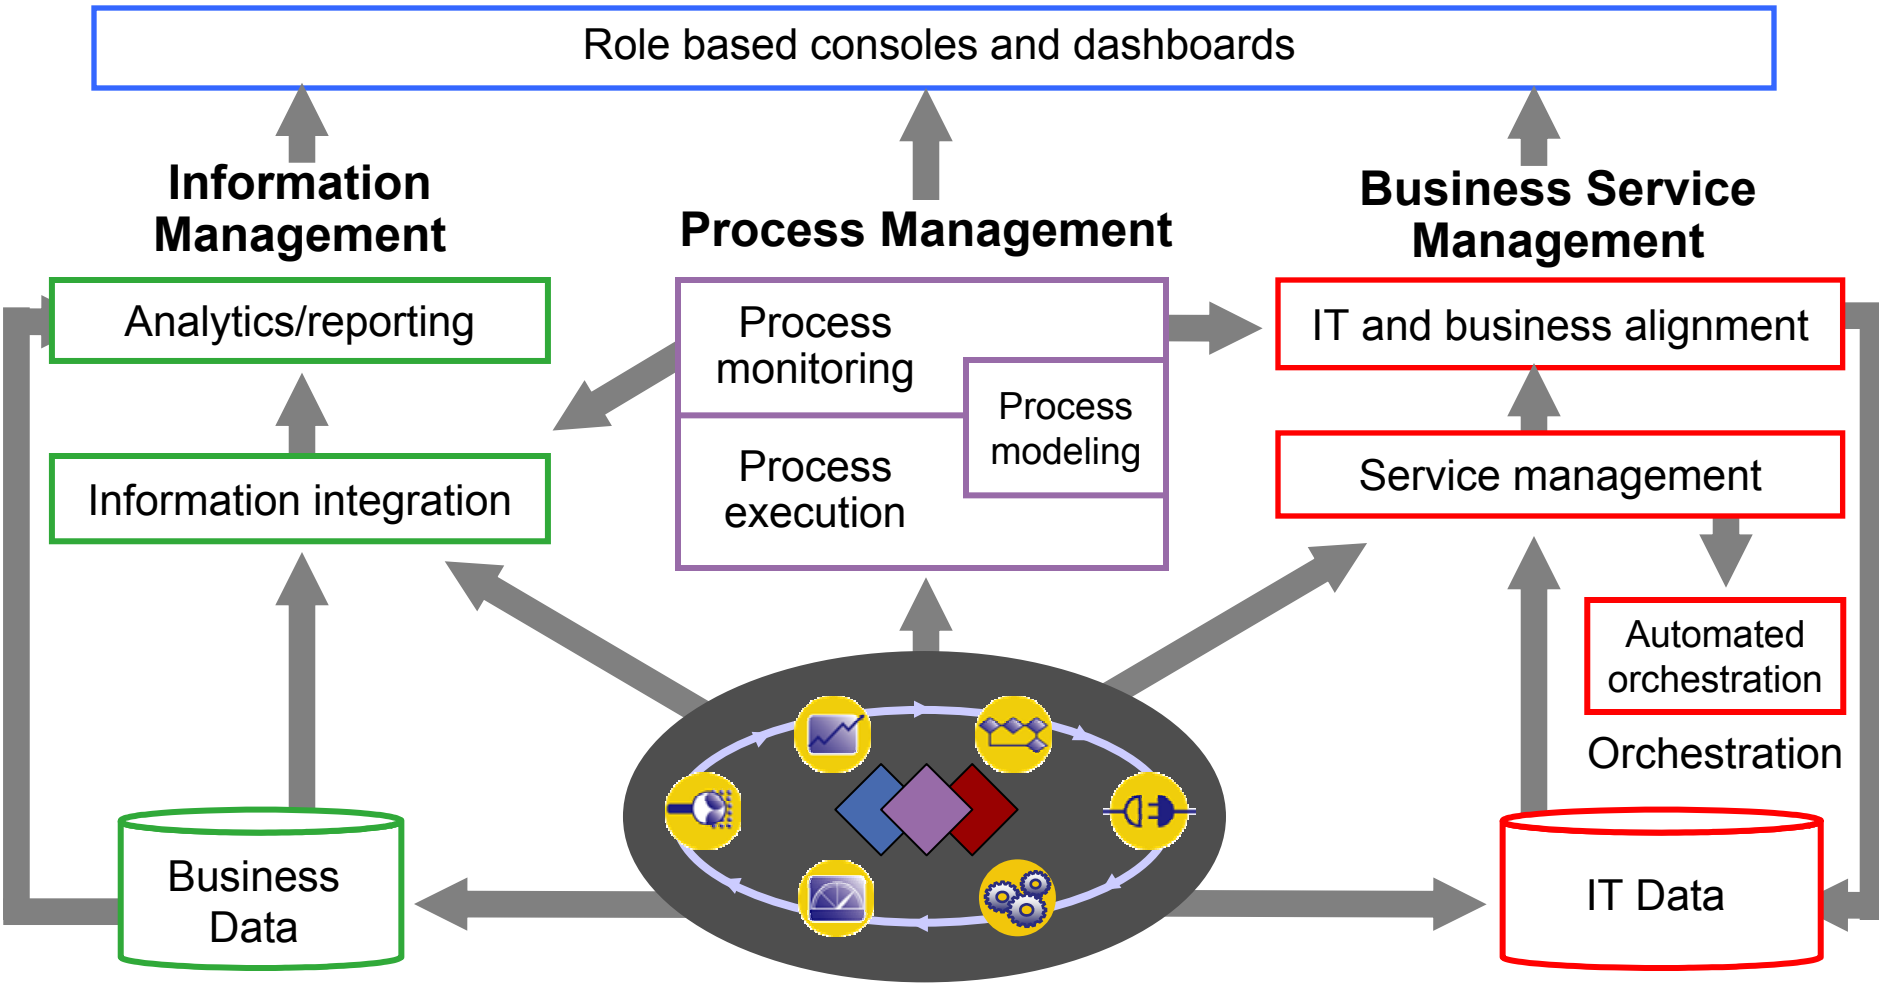 Role based consoles and dashboards
Information
Management
Process Management
Business Service
Management
Analytics/reporting
Information integration
Business
Data
Process
monitoring
Process
modeling
Process
execution
IT and business alignment
Service management
Automated
orchestration
Orchestration
IT Data